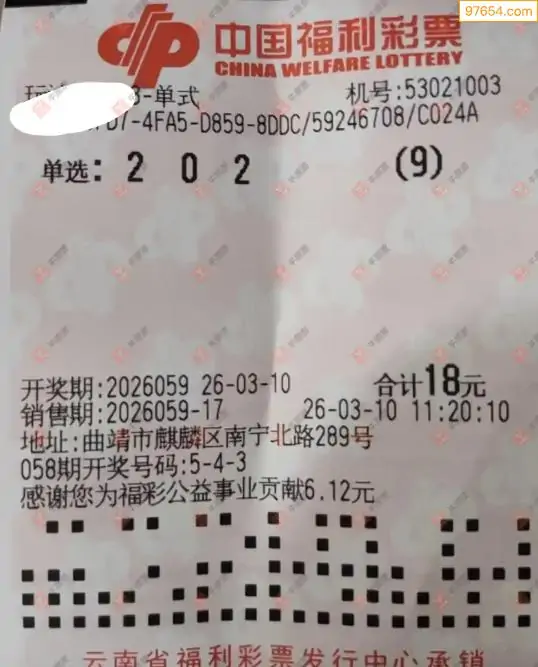 97654.com
中国福利彩票
CHINA WELFARE LOTTERY
3-单式 机号:53021003
D7-4FA5-D859-8DDC/59246708/C024A
单选: 2 0 2 (9)
开奖期:2026059 26-03-10 合计18元
销售期:2026059-17 26-03-10 11:20:10
地址:曲靖市麒麟区南宁北路289号
058期开奖号码:5-4-3
感谢您为福彩公益事业贡献6.12元
云南省福利彩票发行中心承销